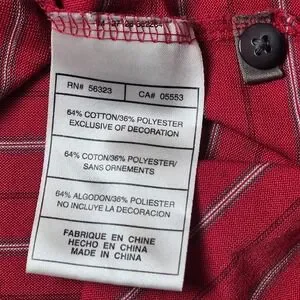 RN# 56323 CA# 05553
64% COTTON/36% POLYESTER
EXCLUSIVE OF DECORATION
64% COTON/36% POLYESTER/
SANS ORNEMENTS
64% ALGODON/36% POLIESTER
NO INCLUYE LA DECORACION
FABRIQUE EN CHINE
HECHO EN CHINA
MADE IN CHINA